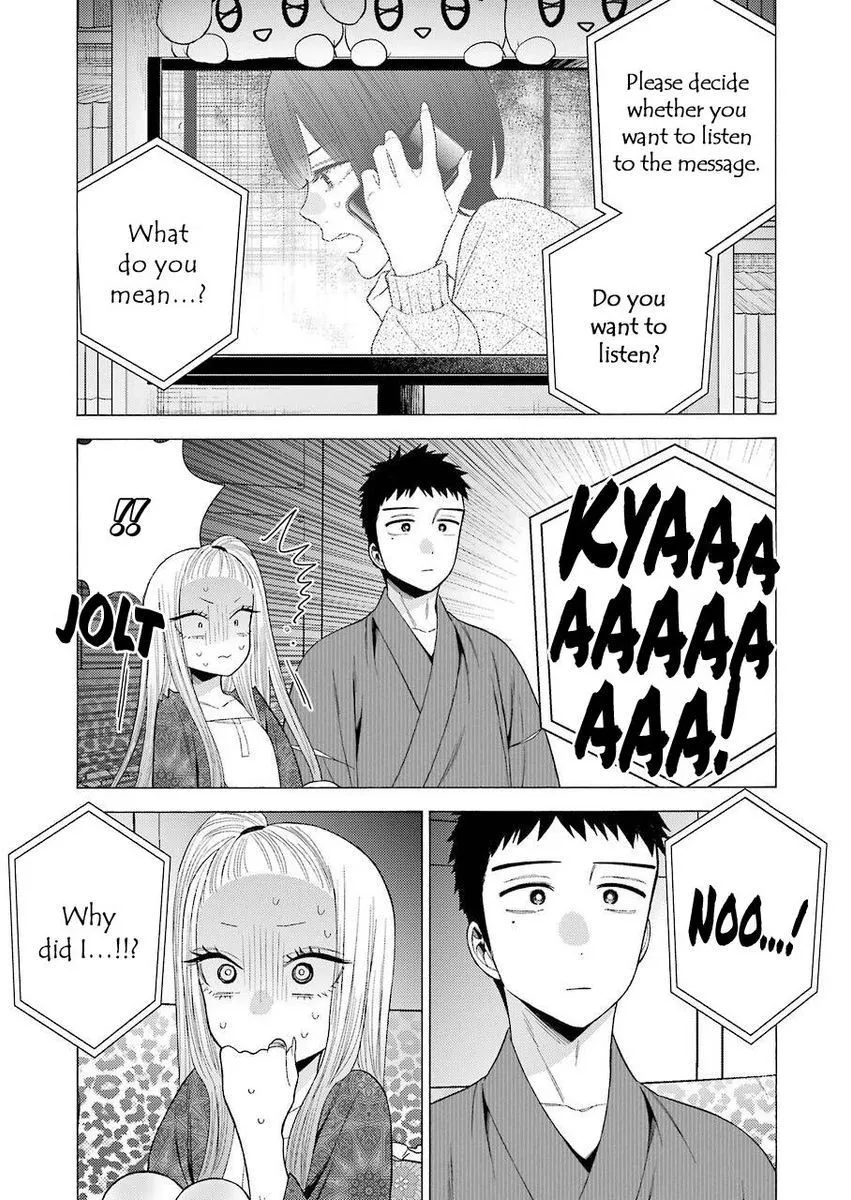 Please decide
whether you
want to listen
to the message.
Do you
want to
listen?
What
do you
mean...?
KYAAA
AAAAAA
AAA!
!!
JOLT
NOO....!
Why
did I...!!?